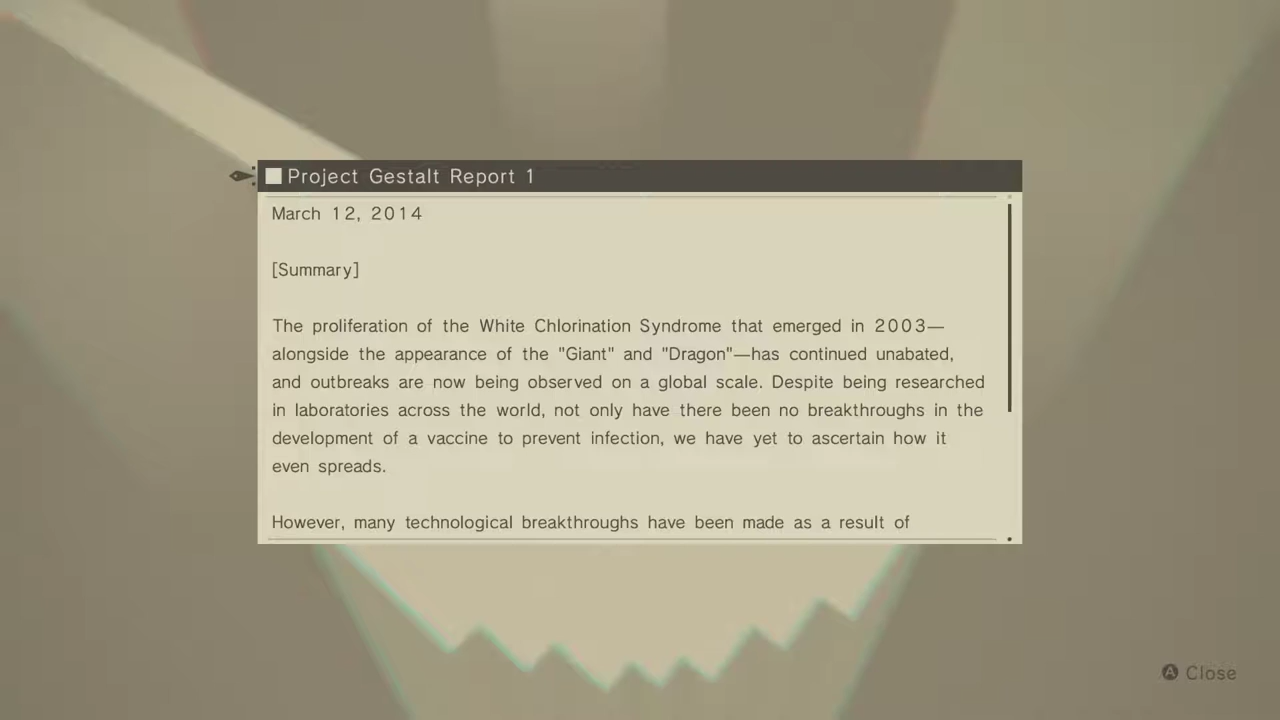 Project Gestalt Report 1
March 12, 2014
[Summary]
The proliferation of the White Chlorination Syndrome that emerged in 2003—
alongside the appearance of the "Giant" and "Dragon"—has continued unabated,
and outbreaks are now being observed on a global scale. Despite being researched
in laboratories across the world, not only have there been no breakthroughs in the
development of a vaccine to prevent infection, we have yet to ascertain how it
even spreads.
However, many technological breakthroughs have been made as a result of
A Close